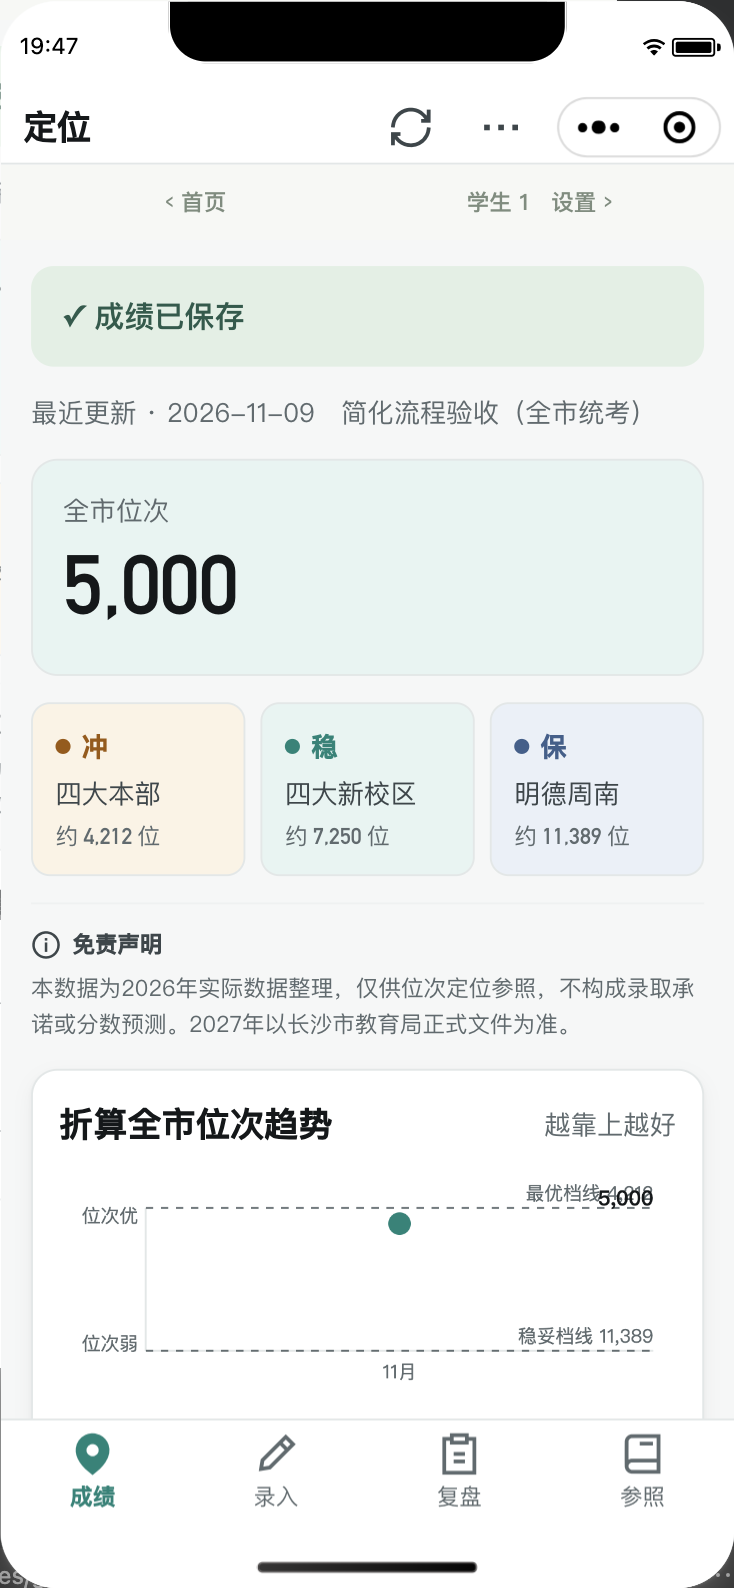 19:47
定位
‹ 首页
学生 1 设置 ›
✓ 成绩已保存
最近更新 · 2026-11-09 简化流程验收（全市统考）
全市位次
5,000
冲
四大本部
约 4,212 位
稳
四大新校区
约 7,250 位
保
明德周南
约 11,389 位
免责声明
本数据为2026年实际数据整理，仅供位次定位参照，不构成录取承
诺或分数预测。2027年以长沙市教育局正式文件为准。
折算全市位次趋势
越靠上越好
最优档线 4,212
5,000
位次优
稳妥档线 11,389
位次弱
11月
成绩
录入
复盘
参照